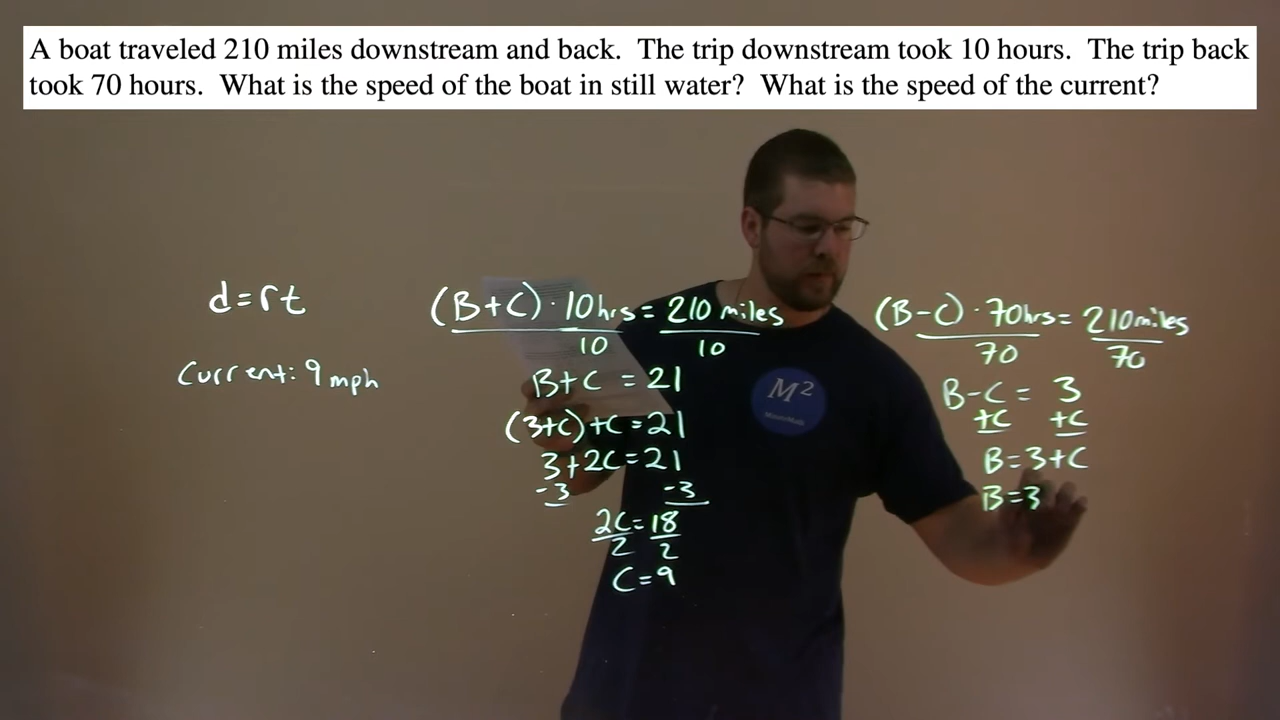 A boat traveled 210 miles downstream and back. The trip downstream took 10 hours. The trip back
took 70 hours. What is the speed of the boat in still water? What is the speed of the current?
d=rt
Current: 9 mph
(B+C) · 10hrs = 210 miles
10 10
B+C = 21
(3+C)+C=21
3+2C=21
-3 -3
2C=18
2 2
C=9
(B-C) · 70hrs = 210 miles
70 70
B-C = 3
+C +C
B=3+C
B=3
M²